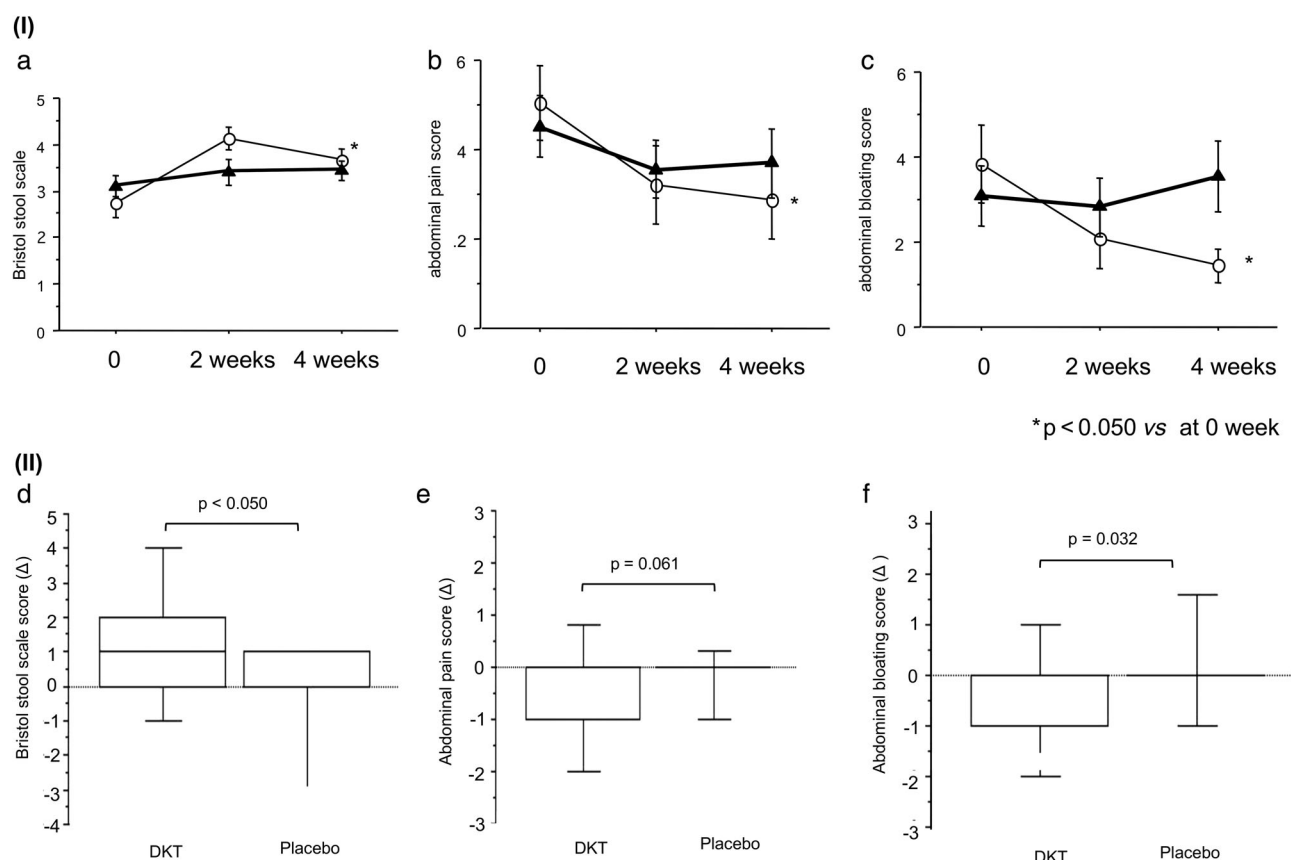 (I)
a
Bristol stool scale
5
4
3
2
1
0
0 2 weeks 4 weeks
*
b
abdominal pain score
6
4
.2
0
0 2 weeks 4 weeks
*
c
abdominal bloating score
6
4
2
0
0 2 weeks 4 weeks
*
*p < 0.050 vs at 0 week
(II)
d
Bristol stool scale score (Δ)
5
4
3
2
1
0
-1
-2
-3
-4
p < 0.050
DKT Placebo
e
Abdominal pain score (Δ)
3
2
1
0
-1
-2
-3
p = 0.061
DKT Placebo
f
Abdominal bloating score (Δ)
3
2
1
0
-1
-2
-3
p = 0.032
DKT Placebo